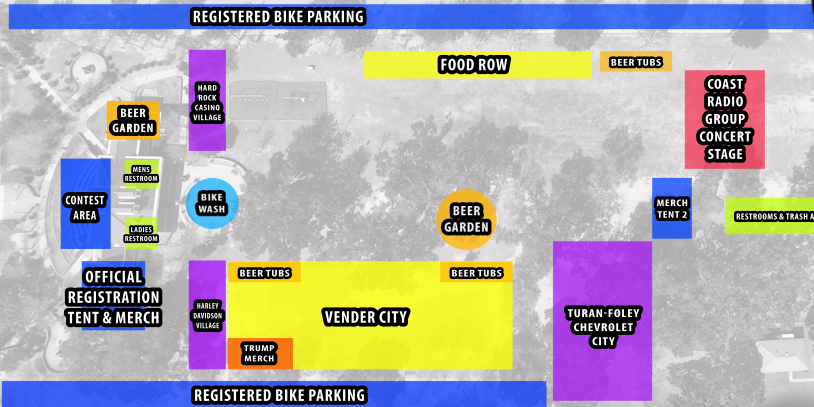 REGISTERED BIKE PARKING
FOOD ROW
BEER TUBS
HARD
ROCK
CASINO
VILLAGE
COAST
RADIO
GROUP
CONCERT
STAGE
BEER
GARDEN
MENS
RESTROOM
CONTEST
AREA
BIKE
WASH
BEER
GARDEN
MERCH
TENT 2
RESTROOMS & TRASH A
LADIES
RESTROOM
OFFICIAL
REGISTRATION
TENT & MERCH
BEER TUBS
BEER TUBS
HARLEY
DAVIDSON
VILLAGE
VENDER CITY
TURAN-FOLEY
CHEVROLET
CITY
TRUMP
MERCH
REGISTERED BIKE PARKING